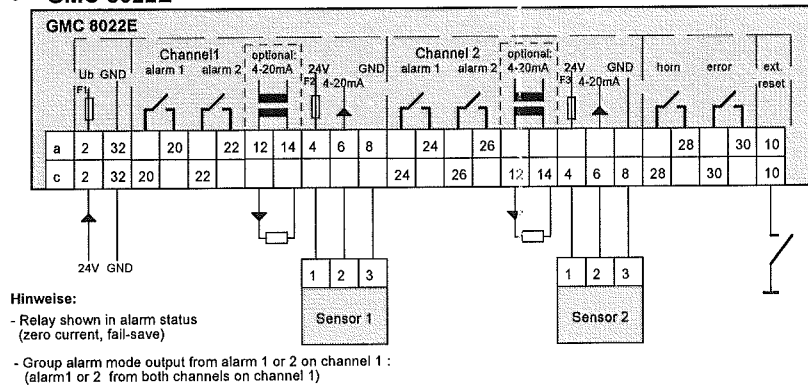 GMC 8022E
GMC 8022E
Channel1 optional: Channel 2 optional:
Ub GND alarm 1 alarm 2 4-20mA 24V GND alarm 1 alarm 2 4-20mA 24V GND horn error ext.
F1 F2 4-20mA F3 4-20mA reset
a 2 32 20 22 12 14 4 6 8 24 26 28 30 10
c 2 32 20 22 24 26 12 14 4 6 8 28 30 10
24V GND
1 2 3 1 2 3
Sensor 1 Sensor 2
Hinweise:
- Relay shown in alarm status
(zero current, fail-save)
- Group alarm mode output from alarm 1 or 2 on channel 1 :
(alarm1 or 2 from both channels on channel 1)